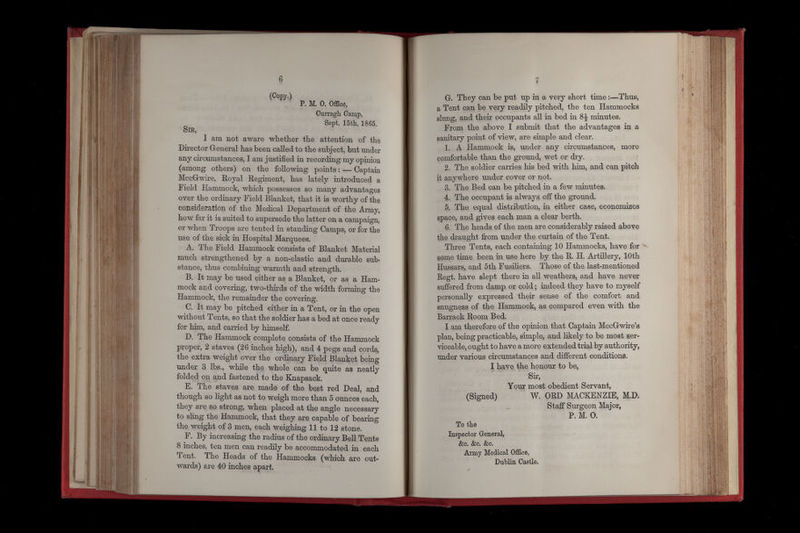 6
(Copy.)
P. M. O. Office,
Curragh Camp,
Sept. 15th, 1865.
SIR,
I am not aware whether the attention of the
Director General has been called to the subject, but under
any circumstances, I am justified in recording my opinion
(among others) on the following points:—Captain
MccGwire, Royal Regiment, has lately introduced a
Field Hammock, which possesses so many advantages
over the ordinary Field Blanket, that it is worthy of the
consideration of the Medical Department of the Army,
how far it is suited to supersede the latter on a campaign,
or when Troops are tented in standing Camps, or for the
use of the sick in Hospital Marquees.
A. The Field Hammock consists of Blanket Material
much strengthened by a non-elastic and durable sub-
stance, thus combining warmth and strength.
B. It may be used either as a Blanket, or as a Ham-
mock and covering, two-thirds of the width forming the
Hammock, the remainder the covering.
C. It may be pitched either in a Tent, or in the open
without Tents, so that the soldier has a bed at once ready
for him, and carried by himself.
D. The Hammock complete consists of the Hammock
proper, 2 staves (26 inches high), and 4 pegs and cords,
the extra weight over the ordinary Field Blanket being
under 3 lbs., while the whole can be quite as neatly
folded on and fastened to the Knapsack.
E. The staves are made of the best red Deal, and
though so light as not to weigh more than 5 ounces each,
they are so strong, when placed at the angle necessary
to sling the Hammock, that they are capable of bearing
the weight of 3 men, each weighing 11 to 12 stone.
F. By increasing the radius of the ordinary Bell Tents
8 inches, ten men can readily be accommodated in each
Tent. The Heads of the Hammocks (which are out-
wards) are 40 inches apart.
7
G. They can be put up in a very short time:—Thus,
a Tent can be very readily pitched, the ten Hammocks
slung, and their occupants all in bed in 8½ minutes.
From the above I submit that the advantages in a
sanitary point of view, are simple and clear.
1. A Hammock is, under any circumstances, more
comfortable than the ground, wet or dry.
2. The soldier carries his bed with him, and can pitch
it anywhere under cover or not.
3. The Bed can be pitched in a few minutes.
4. The occupant is always off the ground.
5. The equal distribution, in either case, economizes
space, and gives each man a clear berth.
6. The heads of the men are considerably raised above
the draught from under the curtain of the Tent.
Three Tents, each containing 10 Hammocks, have for
some time been in use here by the R. H. Artillery, 10th
Hussars, and 5th Fusiliers. Those of the last-mentioned
Regt. have slept there in all weathers, and have never
suffered from damp or cold; indeed they have to myself
personally expressed their sense of the comfort and
snugness of the Hammock, as compared even with the
Barrack Room Bed.
I am therefore of the opinion that Captain MccGwire's
plan, being practicable, simple, and likely to be most ser-
viceable, ought to have a more extended trial by authority,
under various circumstances and different conditions.
I have the honour to be,
Sir,
Your most obedient Servant,
(Signed) W. ORD MACKENZIE, M.D.
Staff Surgeon Major,
P. M. O.
To the
Inspector General,
&c. &c. &c.
Army Medical Office,
Dublin Castle.